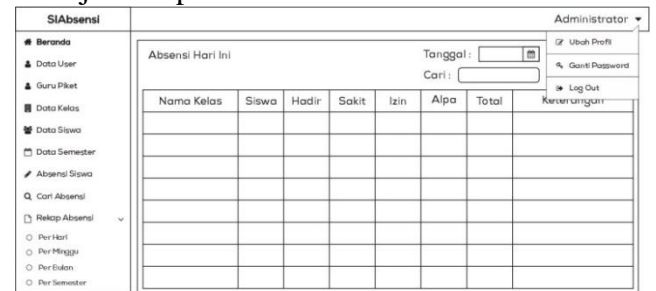 SIAbsensi
Administrator
Beranda
Data User
Guru Piket
Data Kelas
Data Siswa
Data Semester
Absensi Siswa
Cari Absensi
Rekap Absensi
Per Hari
Per Minggu
Per Bulan
Per Semester
Absensi Hari Ini
Tanggal :
Cari :
Ubah Profil
Ganti Password
Log Out
Nama Kelas Siswa Hadir Sakit Izin Alpa Total Keterangan